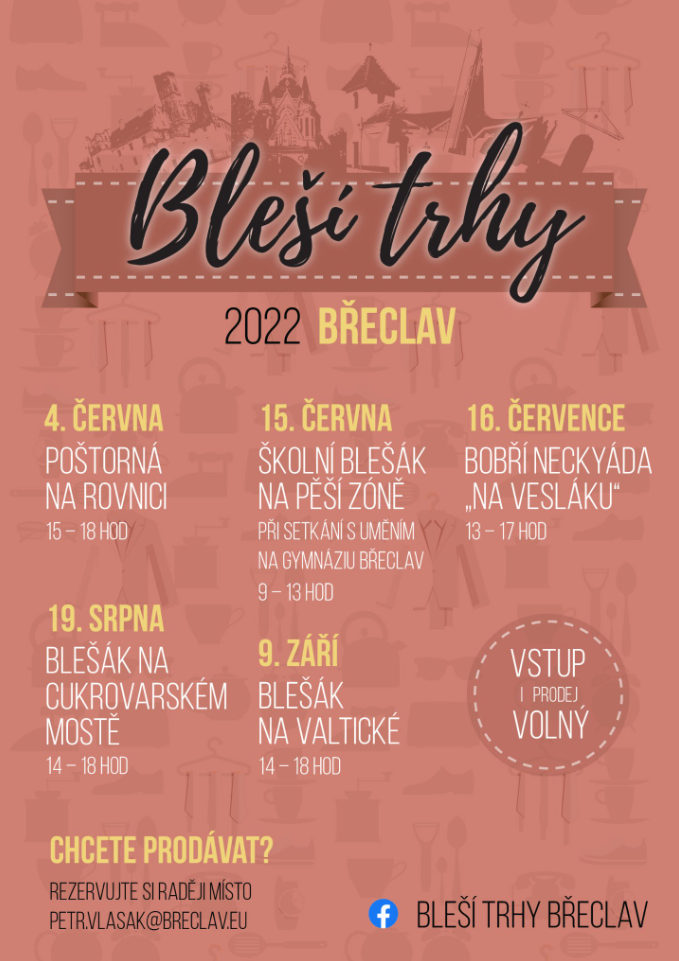 Bleší trhy
2022 BŘECLAV
4. ČERVNA
POŠTORNÁ
NA ROVNICI
15 – 18 HOD
15. ČERVNA
ŠKOLNÍ BLEŠÁK
NA PĚŠÍ ZÓNĚ
PŘI SETKÁNÍ S UMĚNÍM
NA GYMNÁZIU BŘECLAV
9 – 13 HOD
16. ČERVENCE
BOBŘÍ NECKYÁDA
„NA VESLÁKU“
13 – 17 HOD
19. SRPNA
BLEŠÁK NA
CUKROVARSKÉM
MOSTĚ
14 – 18 HOD
9. ZÁŘÍ
BLEŠÁK
NA VALTICKÉ
14 – 18 HOD
VSTUP
I PRODEJ
VOLNÝ
CHCETE PRODÁVAT?
REZERVUJTE SI RADĚJI MÍSTO
PETR.VLASAK@BRECLAV.EU
BLEŠÍ TRHY BŘECLAV